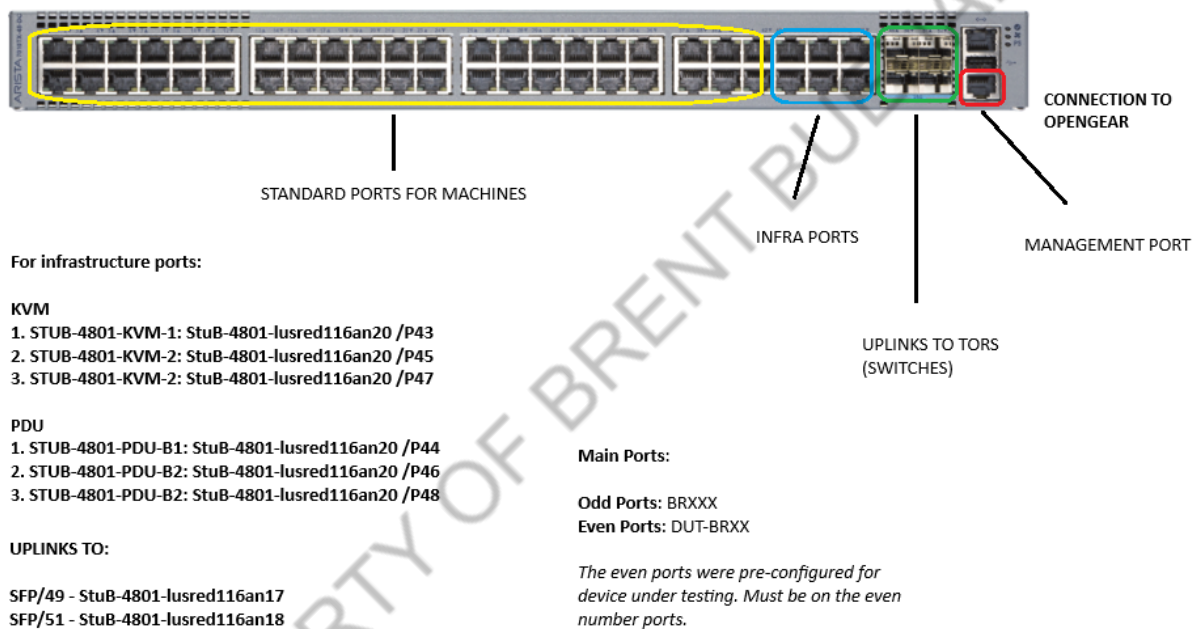 ARISTA
CONNECTION TO
OPENGEAR
STANDARD PORTS FOR MACHINES
INFRA PORTS
MANAGEMENT PORT
UPLINKS TO TORS
(SWITCHES)
For infrastructure ports:
KVM
1. STUB-4801-KVM-1: StuB-4801-lusred116an20 /P43
2. STUB-4801-KVM-2: StuB-4801-lusred116an20 /P45
3. STUB-4801-KVM-2: StuB-4801-lusred116an20 /P47
PDU
1. STUB-4801-PDU-B1: StuB-4801-lusred116an20 /P44
2. STUB-4801-PDU-B2: StuB-4801-lusred116an20 /P46
3. STUB-4801-PDU-B2: StuB-4801-lusred116an20 /P48
UPLINKS TO:
SFP/49 - StuB-4801-lusred116an17
SFP/51 - StuB-4801-lusred116an18
Main Ports:
Odd Ports: BRXXX
Even Ports: DUT-BRXX
The even ports were pre-configured for
device under testing. Must be on the even
number ports.
OF BRENT